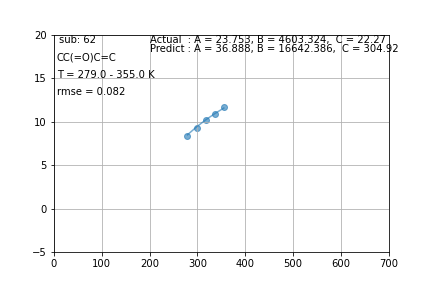 sub: 62
Actual : A = 23.753, B = 4603.324, C = 22.27
Predict : A = 36.888, B = 16642.386, C = 304.92
CC(=O)C=C
T = 279.0 - 355.0 K
rmse = 0.082
20
15
10
5
0
−5
0 100 200 300 400 500 600 700